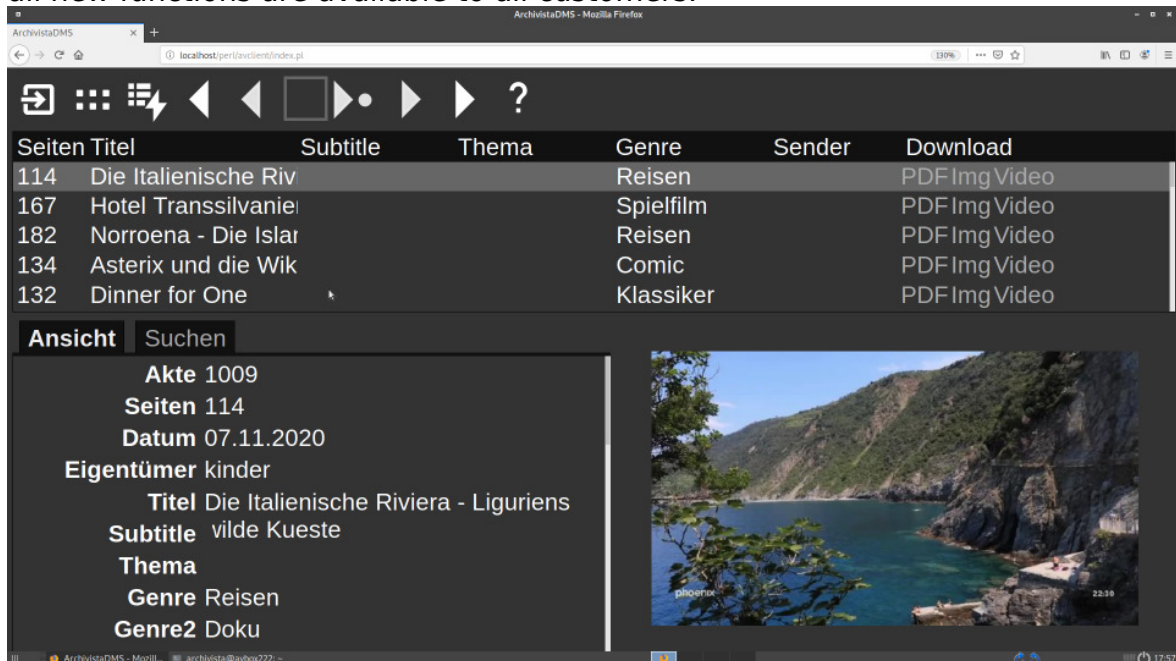 all new functions are available to all customers.
ArchivistaDMS - Mozilla Firefox
ArchivistaDMS × +
localhost/perl/avclient/index.pl 130%
?
Seiten Titel Subtitle Thema Genre Sender Download
114 Die Italienische Riv Reisen PDF Img Video
167 Hotel Transsilvanie Spielfilm PDF Img Video
182 Norroena - Die Islar Reisen PDF Img Video
134 Asterix und die Wik Comic PDF Img Video
132 Dinner for One Klassiker PDF Img Video
Ansicht Suchen
Akte 1009
Seiten 114
Datum 07.11.2020
Eigentümer kinder
Titel Die Italienische Riviera - Liguriens
Subtitle wilde Kueste
Thema
Genre Reisen
Genre2 Doku
phoenix 22:30
ArchivistaDMS - Mozill... archivista@avbox222: ~ 17:52